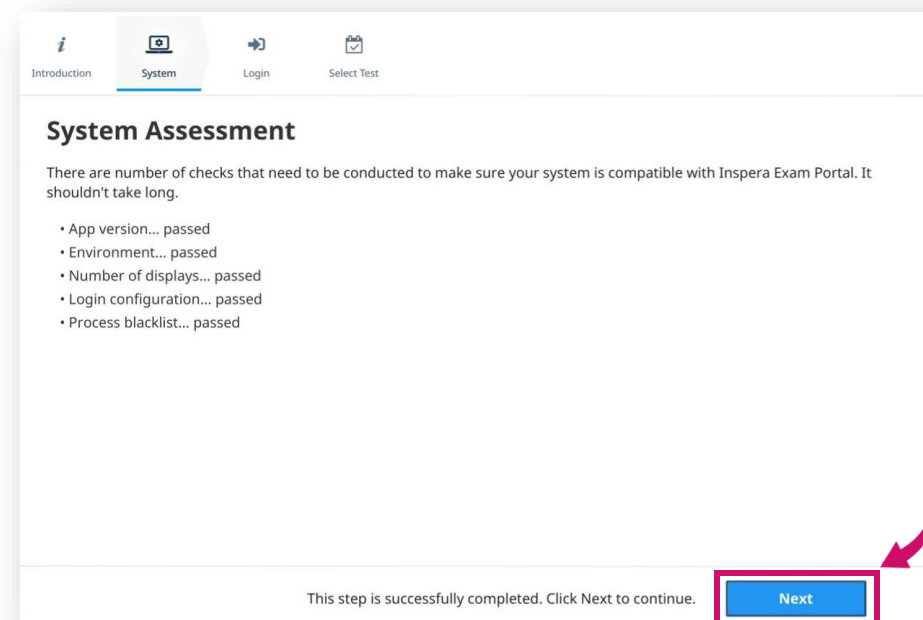 Introduction
System
Login
Select Test
System Assessment
There are number of checks that need to be conducted to make sure your system is compatible with Inspera Exam Portal. It
shouldn't take long.
• App version... passed
• Environment... passed
• Number of displays... passed
• Login configuration... passed
• Process blacklist... passed
This step is successfully completed. Click Next to continue.
Next